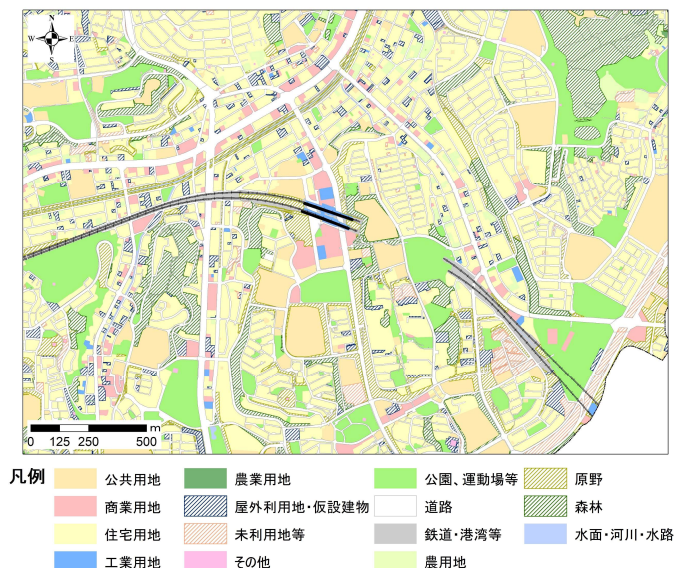 N
W E
S
0 125 250 500 m
凡例
公共用地 農業用地 公園、運動場等 原野
商業用地 屋外利用地・仮設建物 道路 森林
住宅用地 未利用地等 鉄道・港湾等 水面・河川・水路
工業用地 その他 農用地